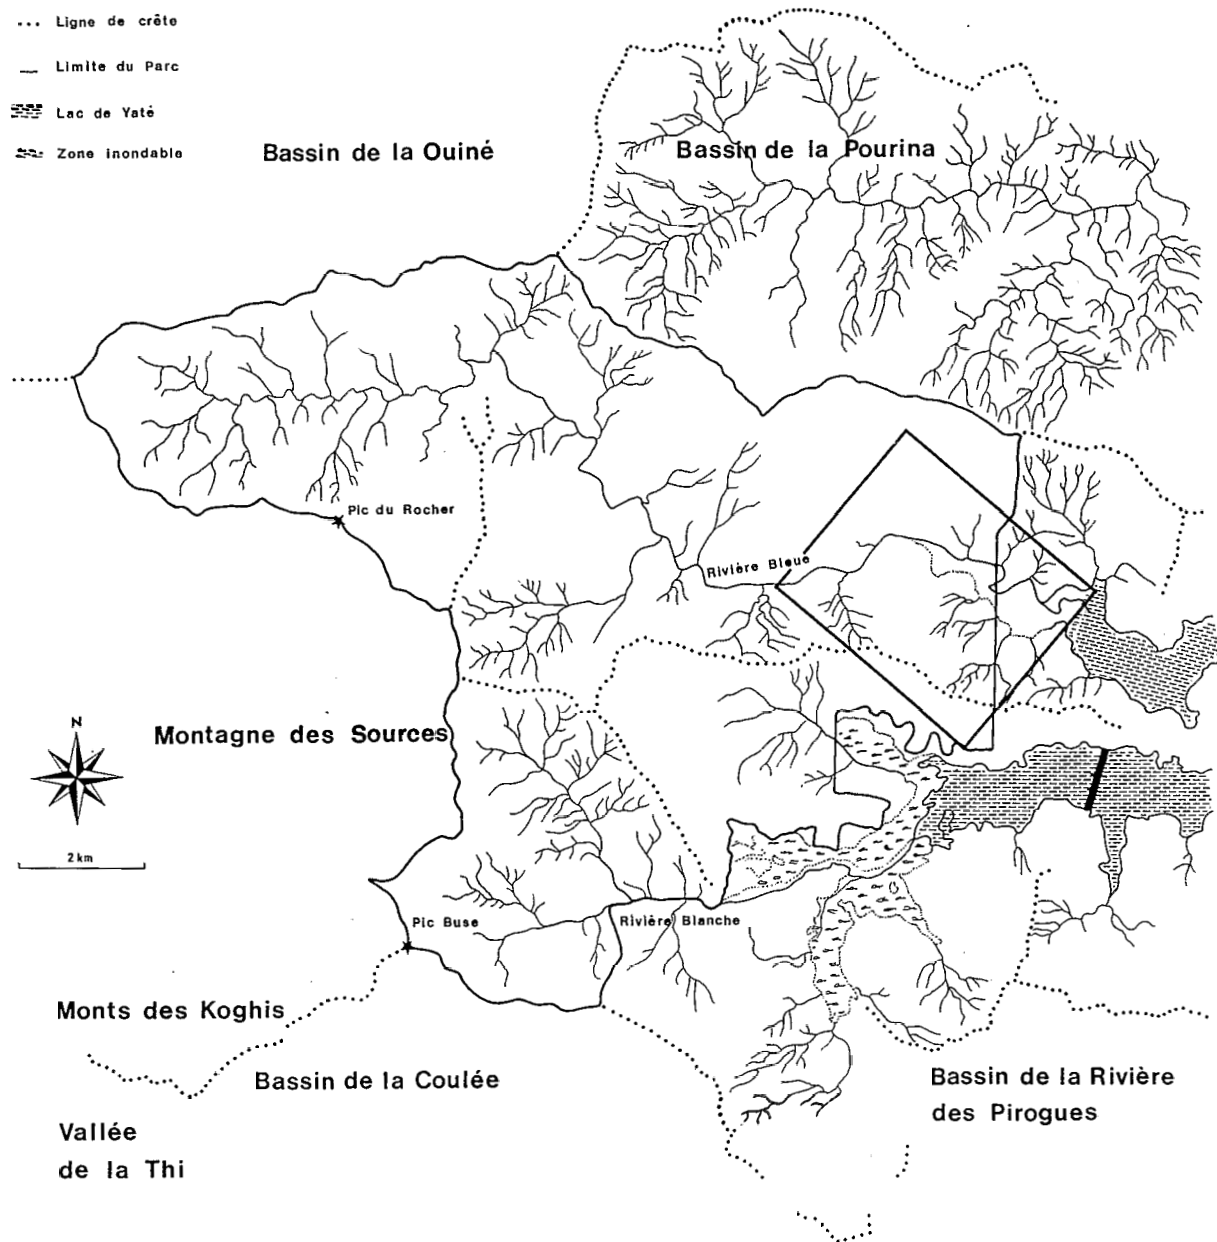 Ligne de crête
Limite du Parc
Lac de Yaté
Zone inondable
Bassin de la Ouiné
Bassin de la Pourina
Pic du Rocher
Rivière Bleue
N
Montagne des Sources
2 km
Pic Buse
Rivière Blanche
Monts des Koghis
Bassin de la Coulée
Bassin de la Rivière
des Pirogues
Vallée
de la Thi